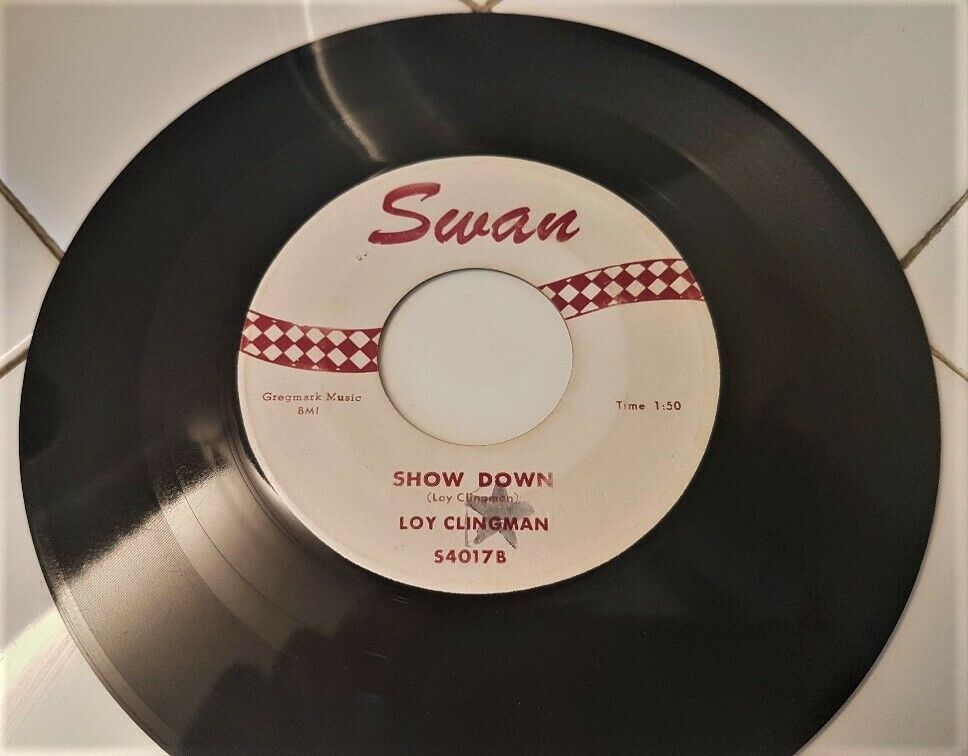 Swan
Gregmark Music
BMI
Time 1:50
SHOW DOWN
(Loy Clingman)
LOY CLINGMAN
S4017B